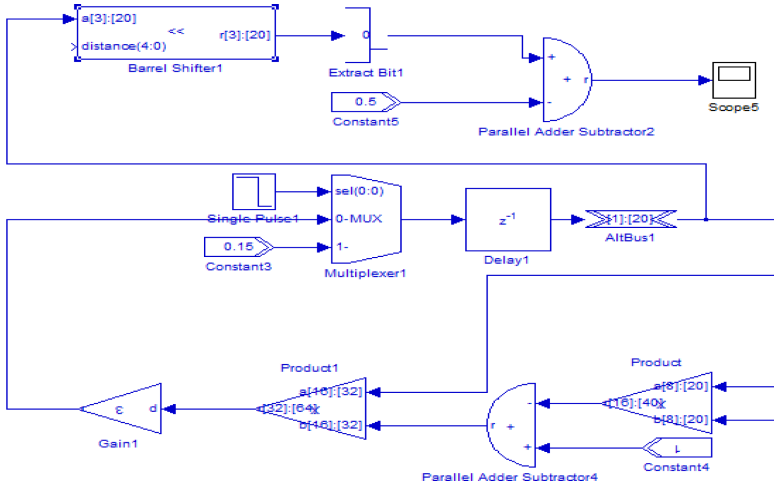 a[3]:[20]
<<
r[3]:[20]
distance(4:0)
Barrel Shifter1
0
Extract Bit1
0.5
Constant5
+
+ r
-
Parallel Adder Subtractor2
Scope5
sel(0:0)
Single Pulse1
0-MUX
0.15
1-
Constant3
Multiplexer1
z-1
Delay1
[1]:[20]
AltBus1
Product1
Product
a[16]:[32]
[32]:[64]
b[16]:[32]
a[8]:[20]
[16]:[40]
b[8]:[20]
-
r +
+
Gain1
Constant4
Parallel Adder Subtractor4